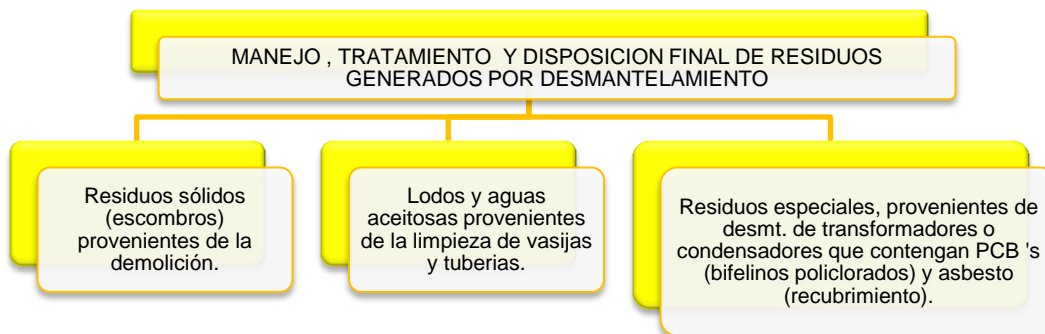 MANEJO , TRATAMIENTO Y DISPOSICION FINAL DE RESIDUOS
GENERADOS POR DESMANTELAMIENTO
Residuos sólidos
(escombros)
provenientes de la
demolición.
Lodos y aguas
aceitosas provenientes
de la limpieza de vasijas
y tuberias.
Residuos especiales, provenientes de
desmt. de transformadores o
condensadores que contengan PCB 's
(bifelinos policlorados) y asbesto
(recubrimiento).